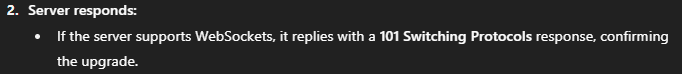 2. Server responds:
• If the server supports WebSockets, it replies with a 101 Switching Protocols response, confirming
the upgrade.